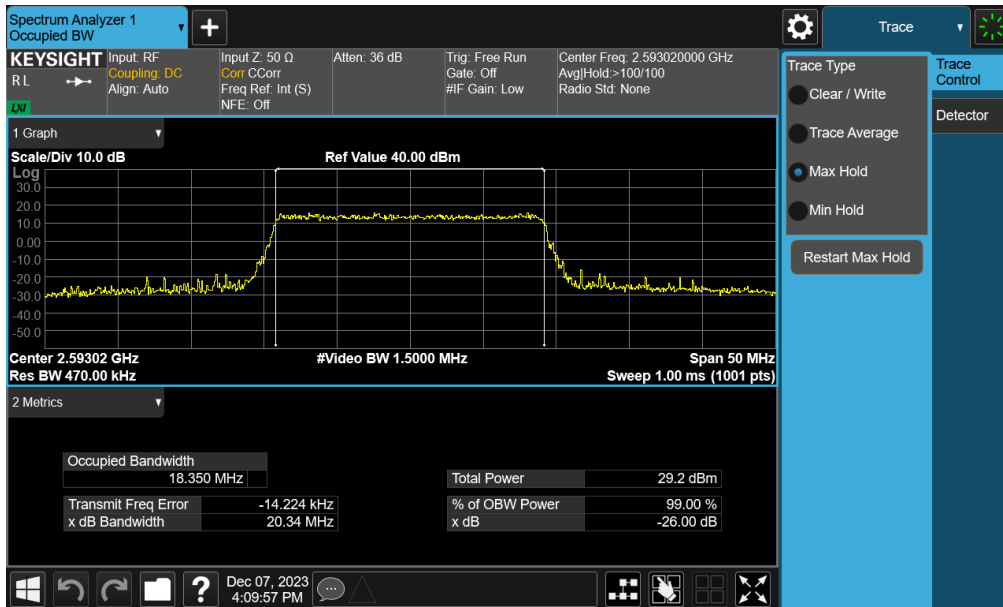 Spectrum Analyzer 1
Occupied BW
+
Trace
KEYSIGHT
R L
LXI
Input: RF
Coupling: DC
Align: Auto
Input Z: 50 Ω
Corr CCorr
Freq Ref: Int (S)
NFE: Off
Atten: 36 dB
Trig: Free Run
Gate: Off
#IF Gain: Low
Center Freq: 2.593020000 GHz
Avg|Hold:>100/100
Radio Std: None
Trace Type
Clear / Write
Trace Average
Max Hold
Min Hold
Restart Max Hold
Trace
Control
Detector
1 Graph
Scale/Div 10.0 dB
Ref Value 40.00 dBm
Log
30.0
20.0
10.0
0.00
-10.0
-20.0
-30.0
-40.0
-50.0
Center 2.59302 GHz
#Video BW 1.5000 MHz
Span 50 MHz
Res BW 470.00 kHz
Sweep 1.00 ms (1001 pts)
2 Metrics
Occupied Bandwidth
18.350 MHz
Total Power 29.2 dBm
Transmit Freq Error -14.224 kHz
% of OBW Power 99.00 %
x dB Bandwidth 20.34 MHz
x dB -26.00 dB
?
Dec 07, 2023
4:09:57 PM